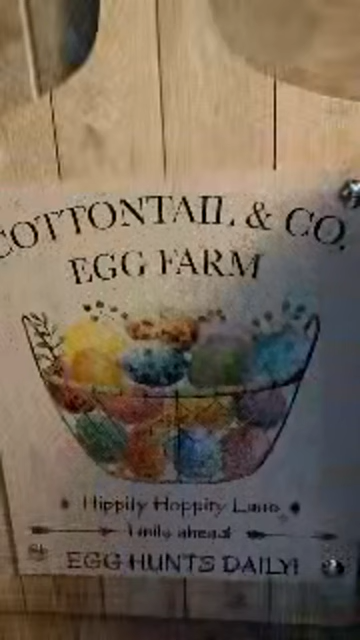 COTTONTAIL & CO.
EGG FARM
Hippity Hoppity Lane
1 mile ahead
EGG HUNTS DAILY!